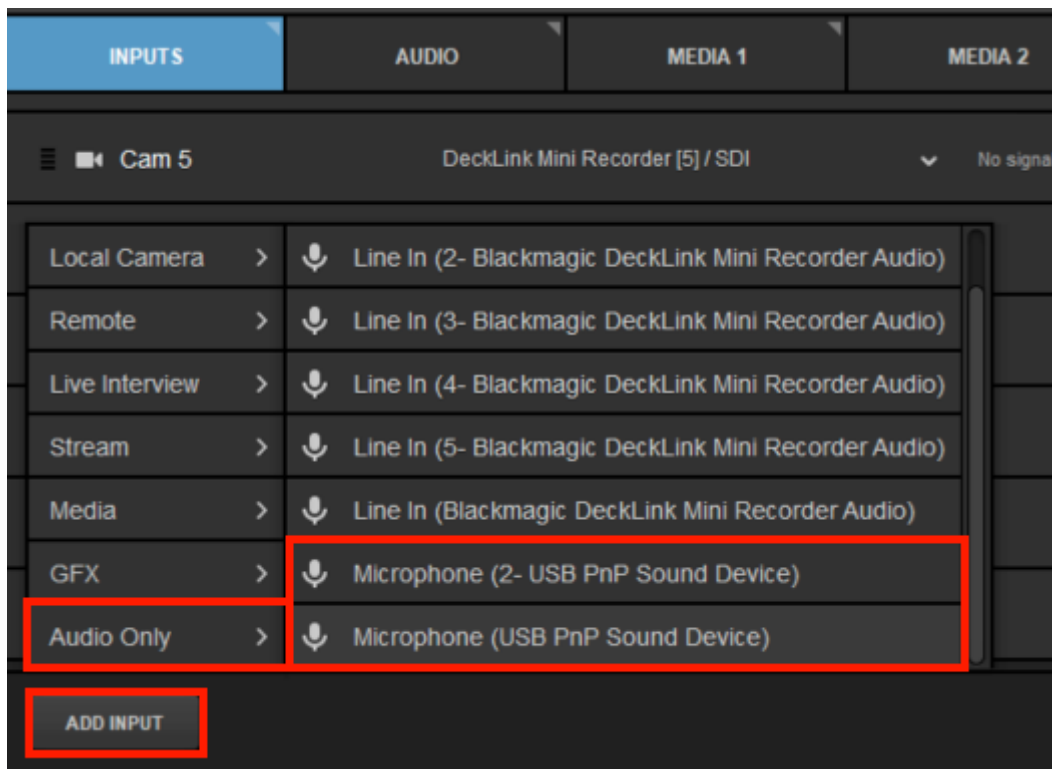 INPUTS
AUDIO
MEDIA 1
MEDIA 2
Cam 5
DeckLink Mini Recorder [5] / SDI
No signa
Local Camera
Line In (2- Blackmagic DeckLink Mini Recorder Audio)
Remote
Line In (3- Blackmagic DeckLink Mini Recorder Audio)
Live Interview
Line In (4- Blackmagic DeckLink Mini Recorder Audio)
Stream
Line In (5- Blackmagic DeckLink Mini Recorder Audio)
Media
Line In (Blackmagic DeckLink Mini Recorder Audio)
GFX
Microphone (2- USB PnP Sound Device)
Audio Only
Microphone (USB PnP Sound Device)
ADD INPUT